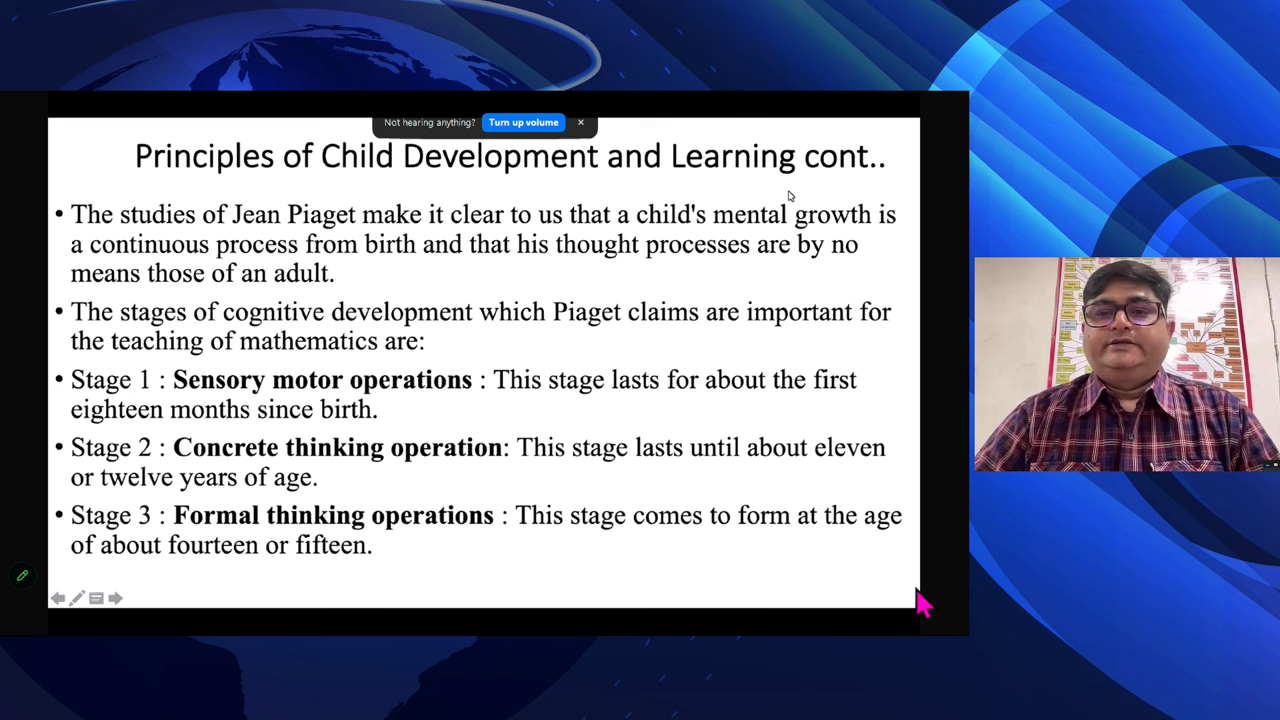 Not hearing anything? Turn up volume
Principles of Child Development and Learning cont..
• The studies of Jean Piaget make it clear to us that a child's mental growth is
a continuous process from birth and that his thought processes are by no
means those of an adult.
• The stages of cognitive development which Piaget claims are important for
the teaching of mathematics are:
• Stage 1 : Sensory motor operations : This stage lasts for about the first
eighteen months since birth.
• Stage 2 : Concrete thinking operation: This stage lasts until about eleven
or twelve years of age.
• Stage 3 : Formal thinking operations : This stage comes to form at the age
of about fourteen or fifteen.